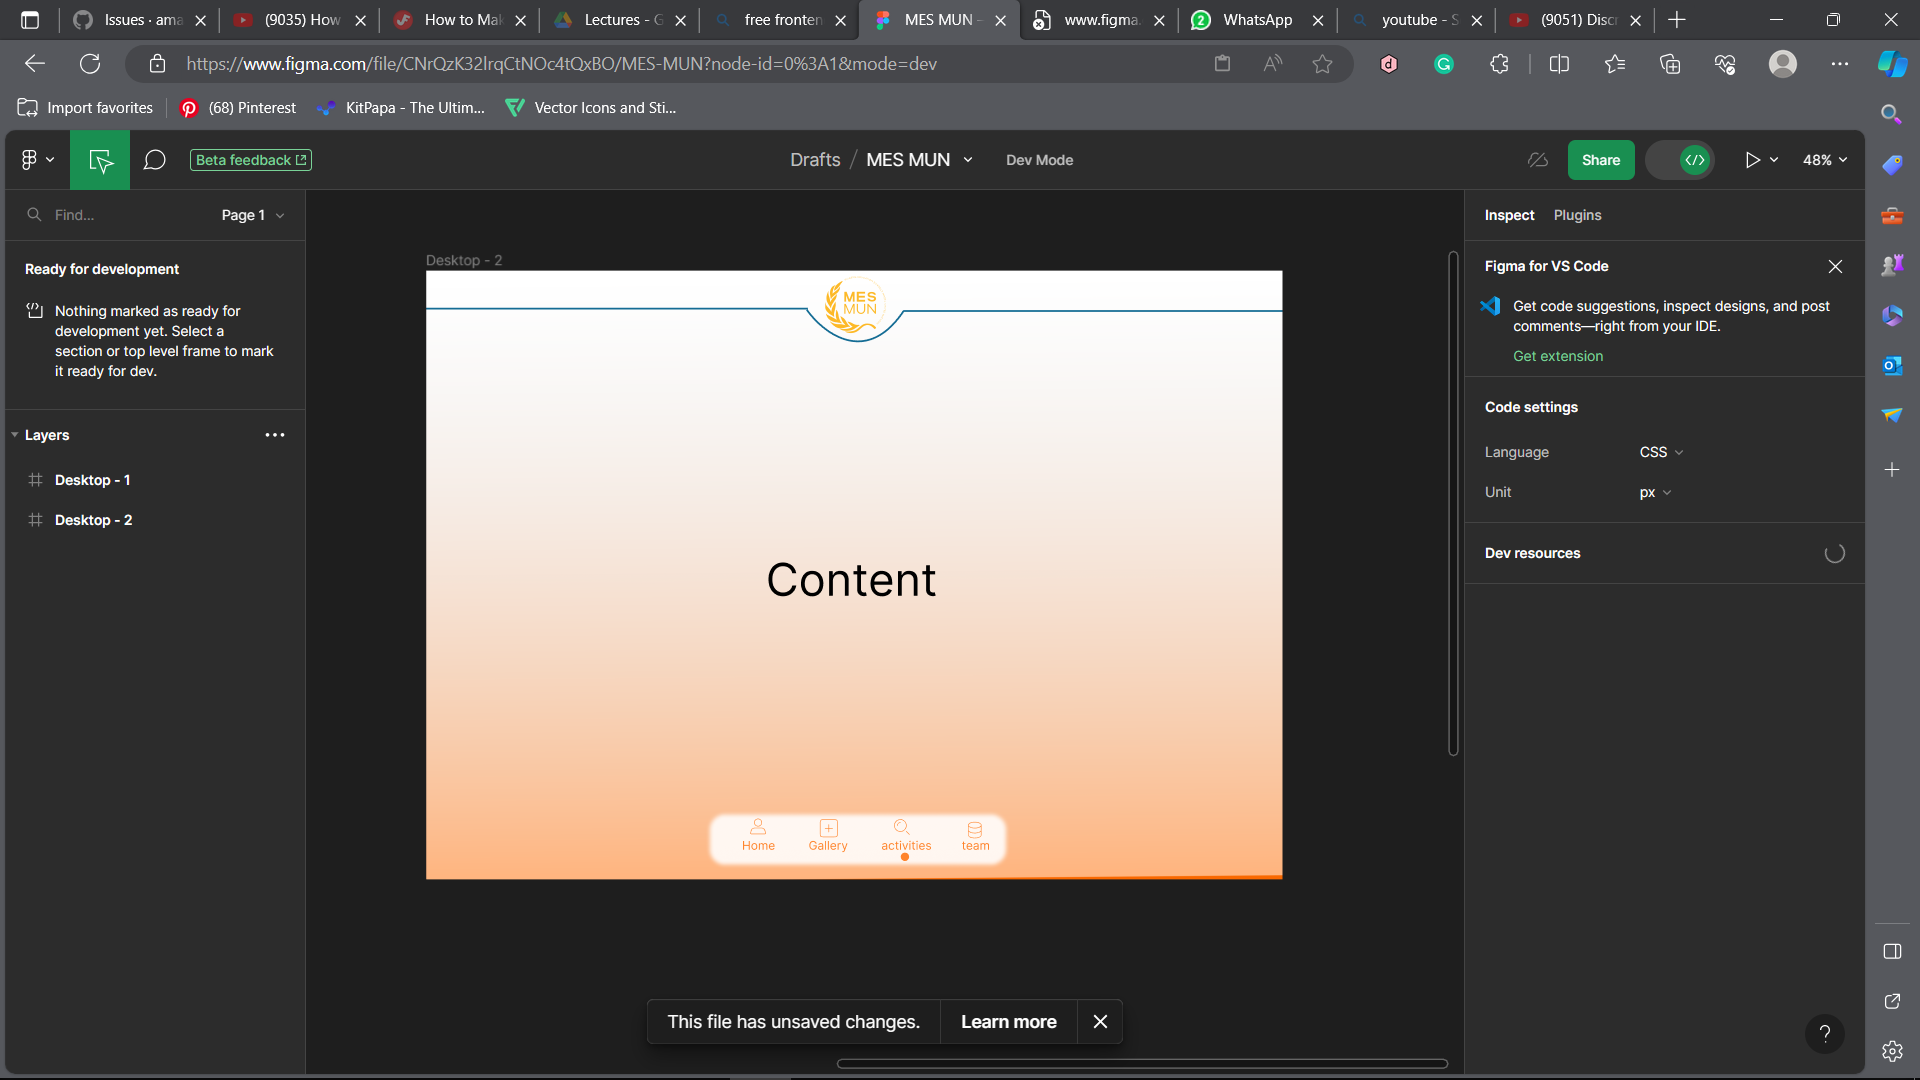 Issues · ama
(9035) How
How to Mak
Lectures - G
free fronten
MES MUN -
www.figma.
WhatsApp
youtube - S
(9051) Discr
https://www.figma.com/file/CNrQzK32lrqCtNOc4tQxBO/MES-MUN?node-id=0%3A1&mode=dev
Import favorites
(68) Pinterest
KitPapa - The Ultim...
Vector Icons and Sti...
Beta feedback
Drafts / MES MUN
Dev Mode
Share
48%
Find...
Page 1
Ready for development
Nothing marked as ready for
development yet. Select a
section or top level frame to mark
it ready for dev.
Layers
Desktop - 1
Desktop - 2
Desktop - 2
MES
MUN
Content
Home
Gallery
activities
team
This file has unsaved changes.
Learn more
Inspect
Plugins
Figma for VS Code
Get code suggestions, inspect designs, and post
comments—right from your IDE.
Get extension
Code settings
Language
CSS
Unit
px
Dev resources
?